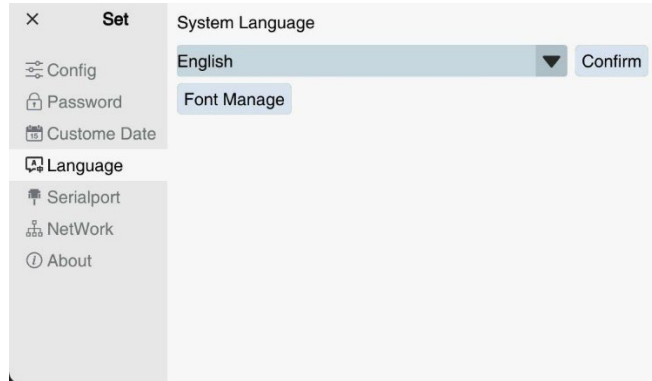 Set
Config
Password
Custome Date
Language
Serialport
NetWork
About
System Language
English
Confirm
Font Manage